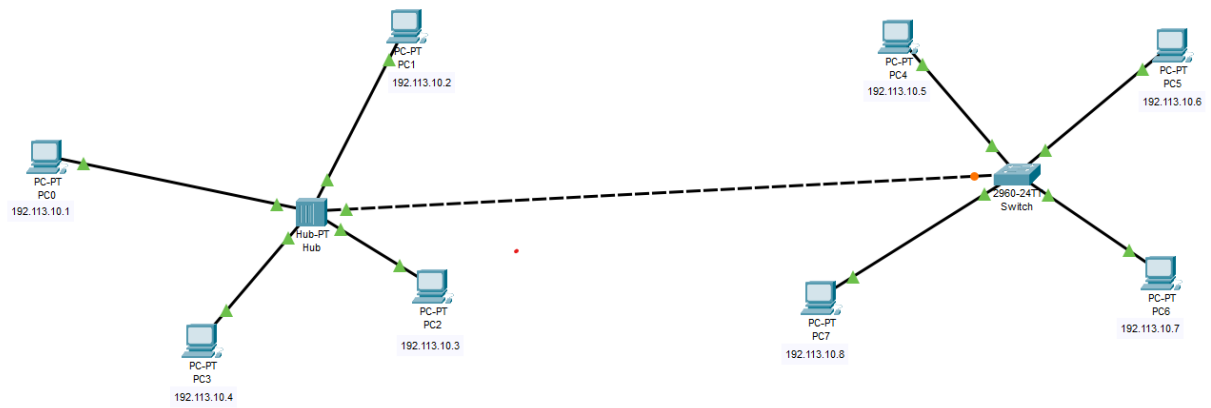 PC-PT
PC1
192.113.10.2
PC-PT
PC4
192.113.10.5
PC-PT
PC5
192.113.10.6
PC-PT
PC0
192.113.10.1
Hub-PT
Hub
2960-24TT
Switch
PC-PT
PC2
192.113.10.3
PC-PT
PC3
192.113.10.4
PC-PT
PC7
192.113.10.8
PC-PT
PC6
192.113.10.7